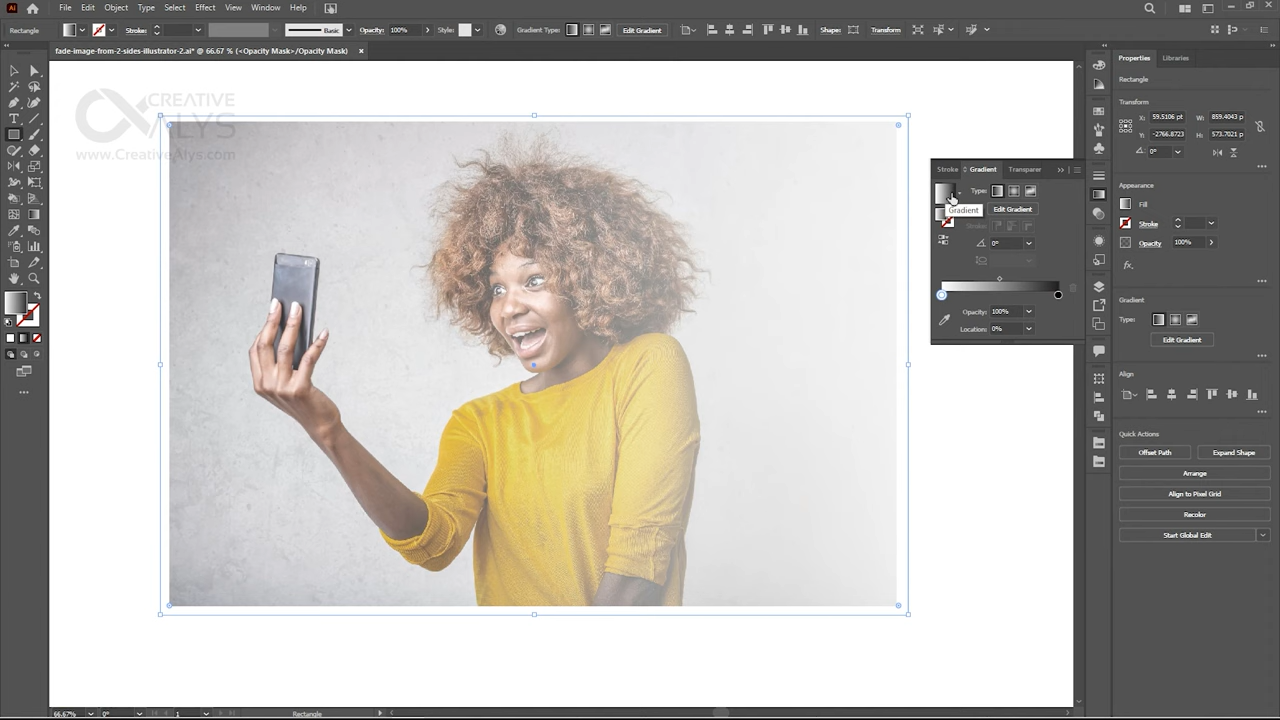 Ai File Edit Object Type Select Effect View Window Help
Rectangle Stroke: Basic Opacity: 100% Style: Gradient Type: Edit Gradient Shape: Transform
fade-image-from-2-sides-illustrator-2.ai* @ 66.67 % (<Opacity Mask>/Opacity Mask) ×
CREATIVE
ALYS
www.CreativeAlys.com
Stroke Gradient Transparer
Type:
Gradient
Edit Gradient
Stroke:
0°
Opacity: 100%
Location: 0%
Properties Libraries
Rectangle
Transform
X: 59.5106 pt W: 859.4043 p
Y: -2766.8723 H: 573.7021 p
0°
Appearance
Fill
Stroke
Opacity 100%
fx.
Gradient
Type:
Edit Gradient
Align
Quick Actions
Offset Path Expand Shape
Arrange
Align to Pixel Grid
Recolor
Start Global Edit
66.67% 0° 1 Rectangle